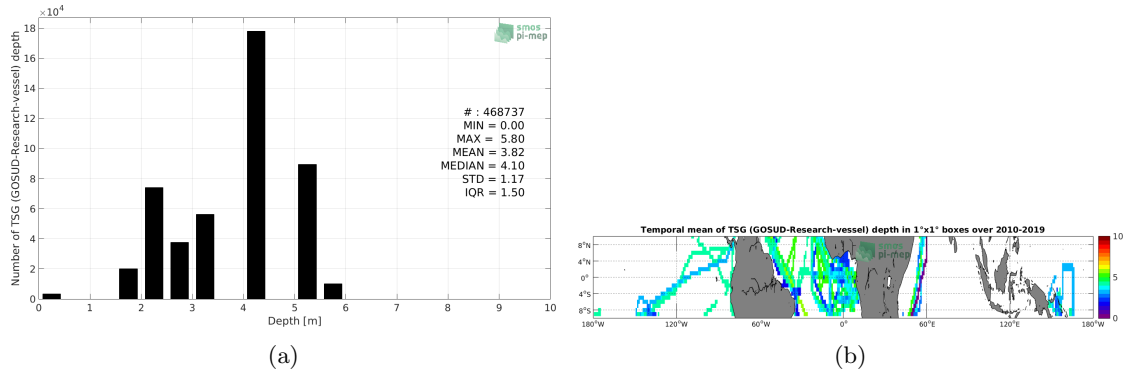 ×10⁴
18
16
14
12
10
8
6
4
2
0
Number of TSG (GOSUD-Research-vessel) depth
smos
pi-mep
# : 468737
MIN = 0.00
MAX = 5.80
MEAN = 3.82
MEDIAN = 4.10
STD = 1.17
IQR = 1.50
0 1 2 3 4 5 6 7 8 9 10
Depth [m]
(a)
Temporal mean of TSG (GOSUD-Research-vessel) depth in 1°x1° boxes over 2010-2019
smos
pi-mep
8°N
4°N
0°
4°S
8°S
180°W 120°W 60°W 0° 60°E 120°E 180°W
10
5
0
(b)